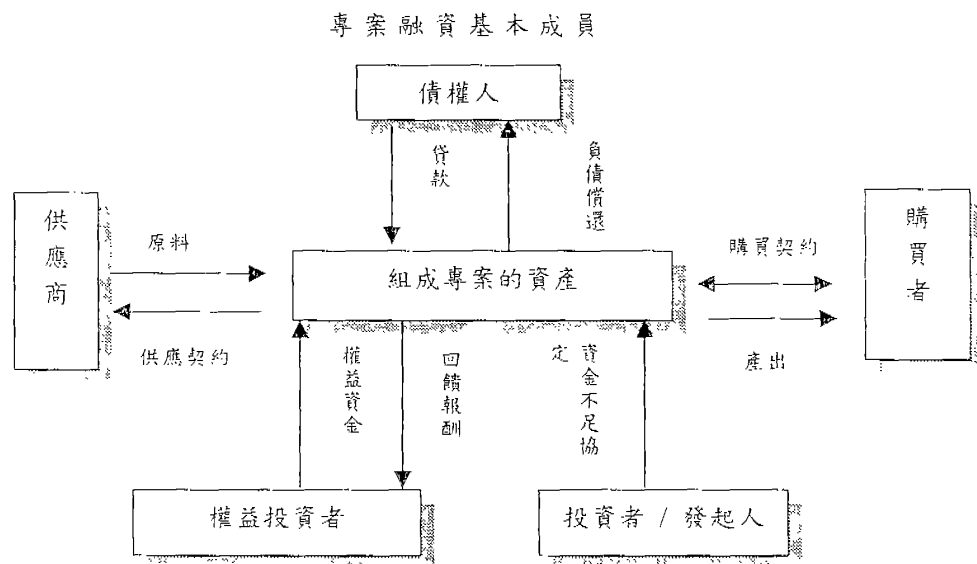 專案融資基本成員
債權人
貸款
負債償還
供應商
原料
供應契約
組成專案的資產
購買契約
產出
購買者
權益資金
回饋報酬
資金不足協
定
權益投資者
投資者 / 發起人